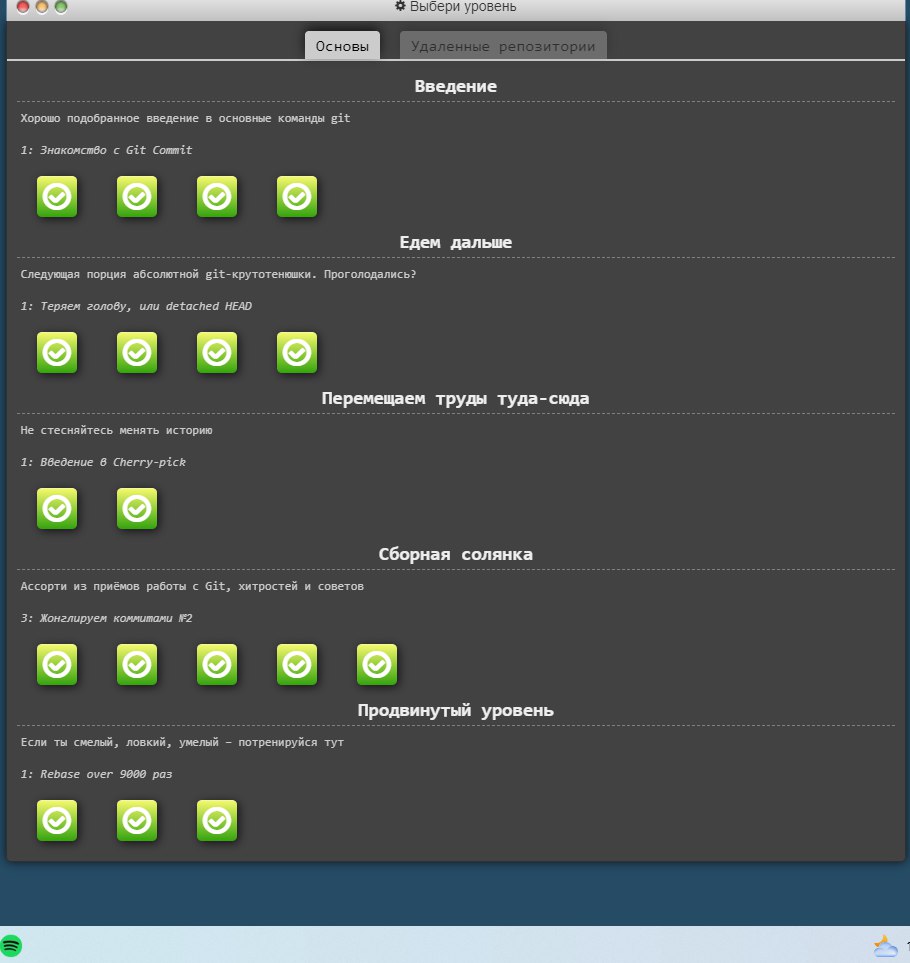 Выбери уровень
Основы
Удаленные репозитории
Введение
Хорошо подобранное введение в основные команды git
1: Знакомство с Git Commit
Едем дальше
Следующая порция абсолютной git-крутотенюшки. Проголодались?
1: Теряем голову, или detached HEAD
Перемещаем труды туда-сюда
Не стесняйтесь менять историю
1: Введение в Cherry-pick
Сборная солянка
Ассорти из приёмов работы с Git, хитростей и советов
3: Жонглируем коммитами №2
Продвинутый уровень
Если ты смелый, ловкий, умелый – потренируйся тут
1: Rebase over 9000 раз